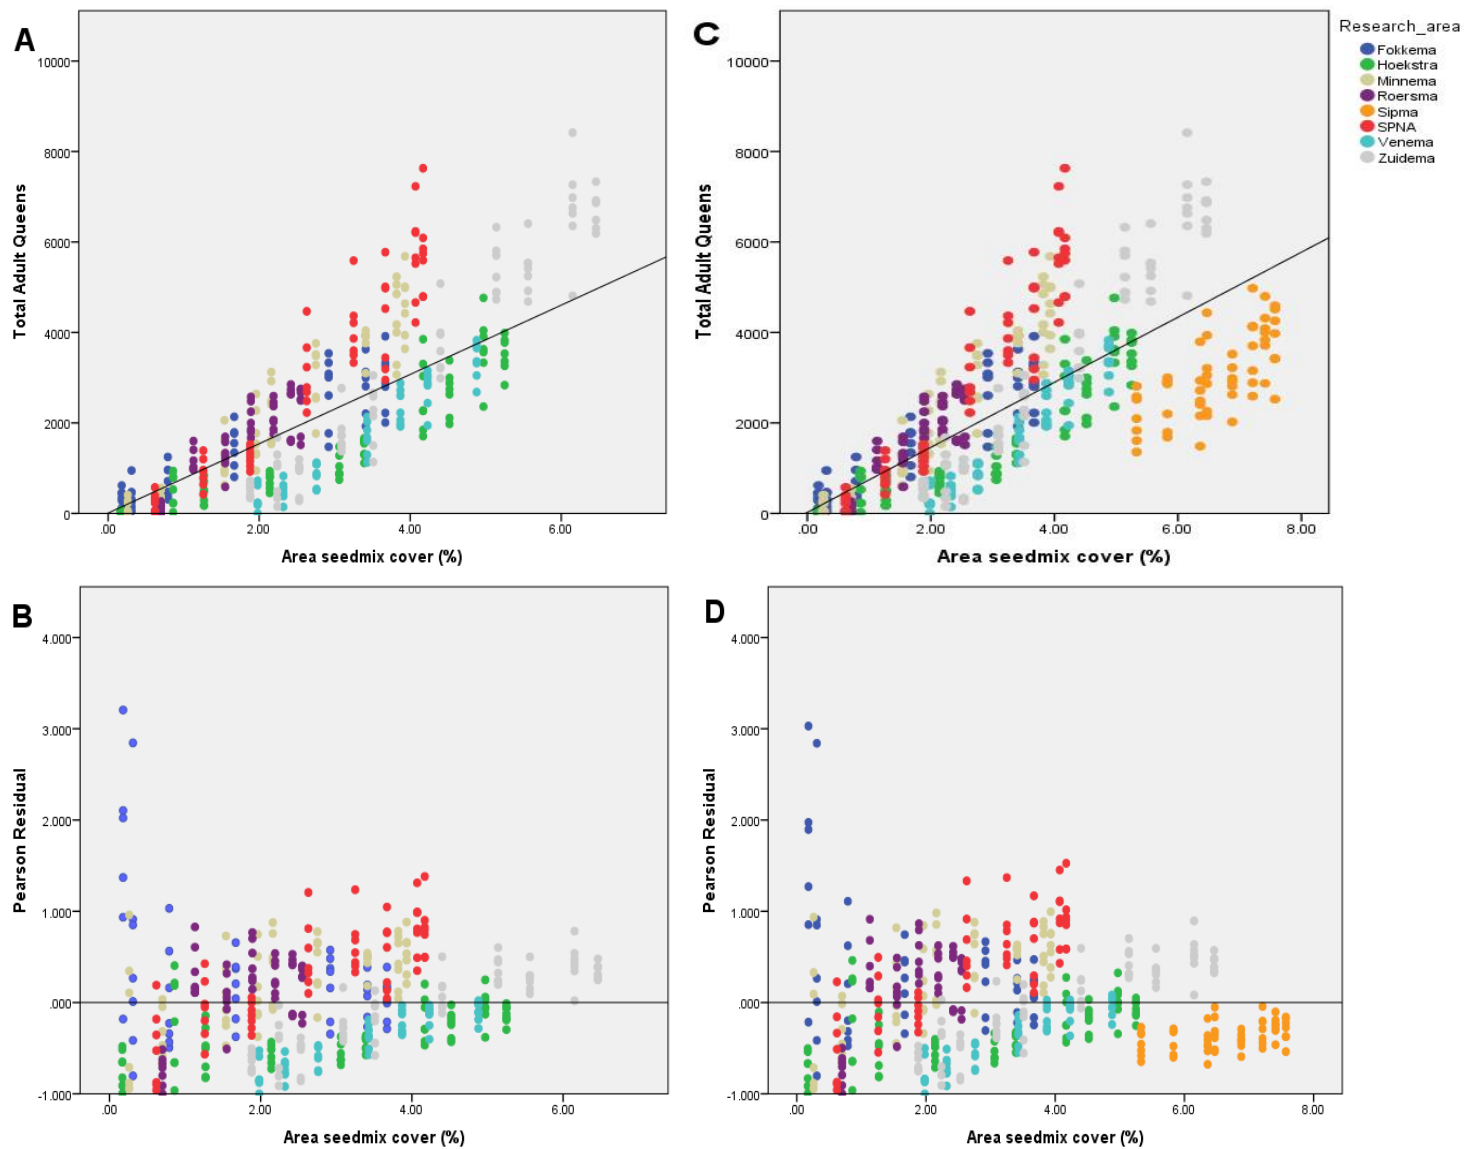 A
Total Adult Queens
10000
8000
6000
4000
2000
0
.00
2.00
4.00
6.00
Area seedmix cover (%)
C
Total Adult Queens
10000
8000
6000
4000
2000
0
.00
2.00
4.00
6.00
8.00
Area seedmix cover (%)
Research_area
Fokkema
Hoekstra
Minnema
Roersma
Sipma
SPNA
Venema
Zuidema
B
Pearson Residual
4.000
3.000
2.000
1.000
.000
-1.000
.00
2.00
4.00
6.00
Area seedmix cover (%)
D
Pearson Residual
4.000
3.000
2.000
1.000
.000
-1.000
.00
2.00
4.00
6.00
8.00
Area seedmix cover (%)